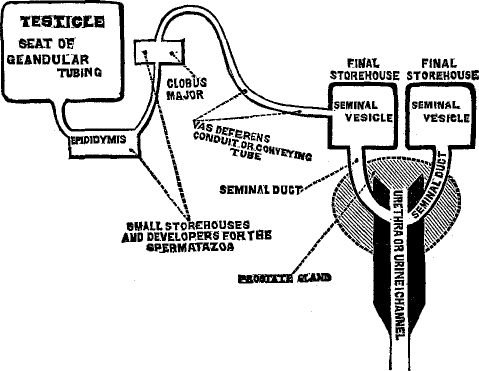 TESTICLE
SEAT OF
GEANDULAR
TUBING
EPIDIDYMIS
GLOBUS
MAJOR
VAS DEFERENS
CONDUIT OR CONVEYING
TUBE
FINAL
STOREHOUSE
FINAL
STOREHOUSE
SEMINAL
VESICLE
SEMINAL
VESICLE
SEMINAL DUCT
SEMINAL DUCT
SMALL STOREHOUSES
AND DEVELOPERS FOR THE
SPERMATAZOA
PROSTATE GLAND
URETHRA OR URINE CHANNEL